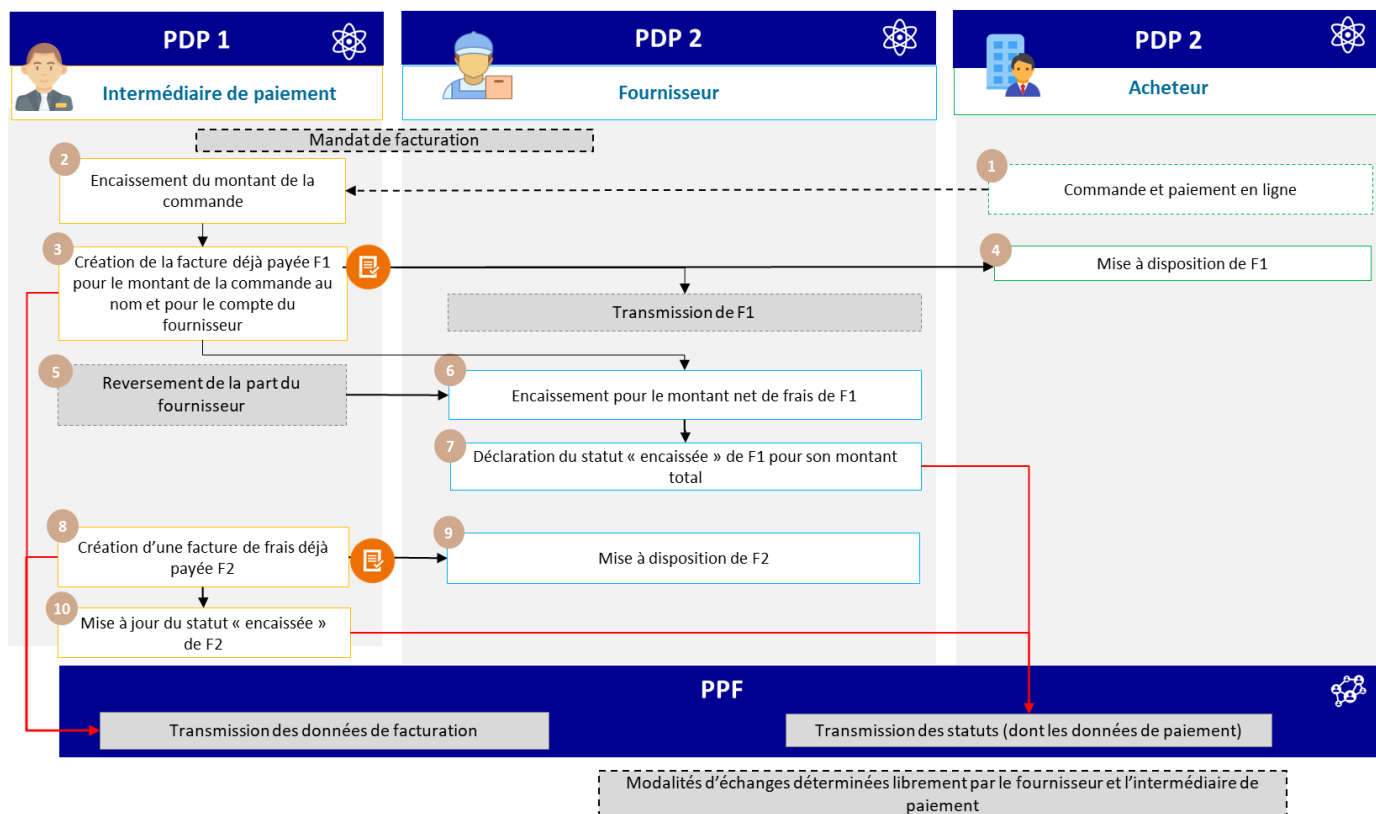 PDP 1
PDP 2
PDP 2
Intermédiaire de paiement
Fournisseur
Acheteur
Mandat de facturation
2
Encaissement du montant de la
commande
1
Commande et paiement en ligne
3
Création de la facture déjà payée F1
pour le montant de la commande au
nom et pour le compte du
fournisseur
4
Mise à disposition de F1
Transmission de F1
5
Reversement de la part du
fournisseur
6
Encaissement pour le montant net de frais de F1
7
Déclaration du statut « encaissée » de F1 pour son montant
total
8
Création d’une facture de frais déjà
payée F2
9
Mise à disposition de F2
10
Mise à jour du statut « encaissée »
de F2
PPF
Transmission des données de facturation
Transmission des statuts (dont les données de paiement)
Modalités d’échanges déterminées librement par le fournisseur et l’intermédiaire de
paiement